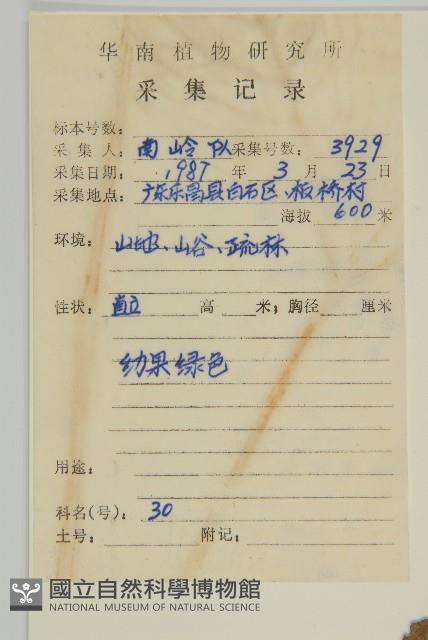 华南植物研究所
采集记录
标本号数:
采集人: 南岭队 采集号数: 3929
采集日期: 1987 年 3 月 23 日
采集地点: 广东乐昌县白石区、板桥村
海拔 600 米
环境: 山地、山谷、疏林
性状: 直立 高 米; 胸径 厘米
幼果绿色
用途:
科名(号): 30
土号: 附记:
國立自然科學博物館
NATIONAL MUSEUM OF NATURAL SCIENCE